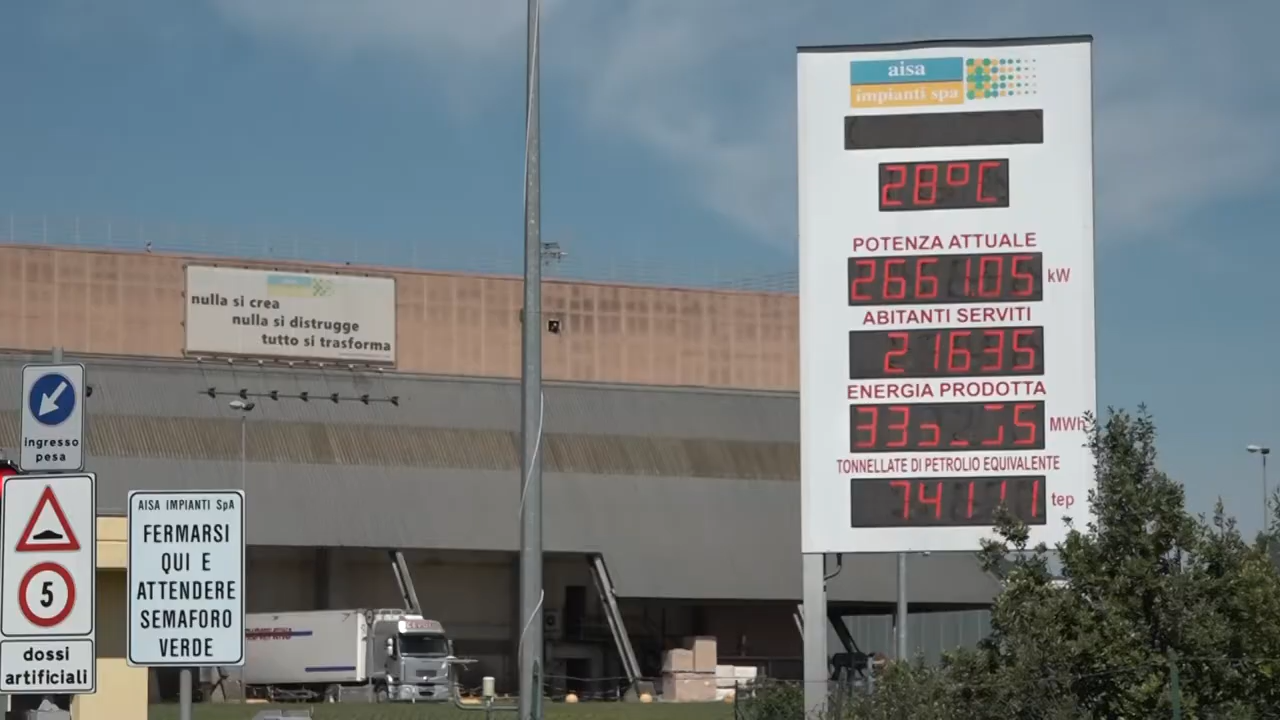 aisa
impianti spa
28°C
POTENZA ATTUALE
2661.05 kW
ABITANTI SERVITI
21635
ENERGIA PRODOTTA
MWh
TONNELLATE DI PETROLIO EQUIVALENTE
74111 tep
nulla si crea
nulla si distrugge
tutto si trasforma
ingresso
pesa
5
dossi
artificiali
AISA IMPIANTI SpA
FERMARSI
QUI E
ATTENDERE
SEMAFORO
VERDE